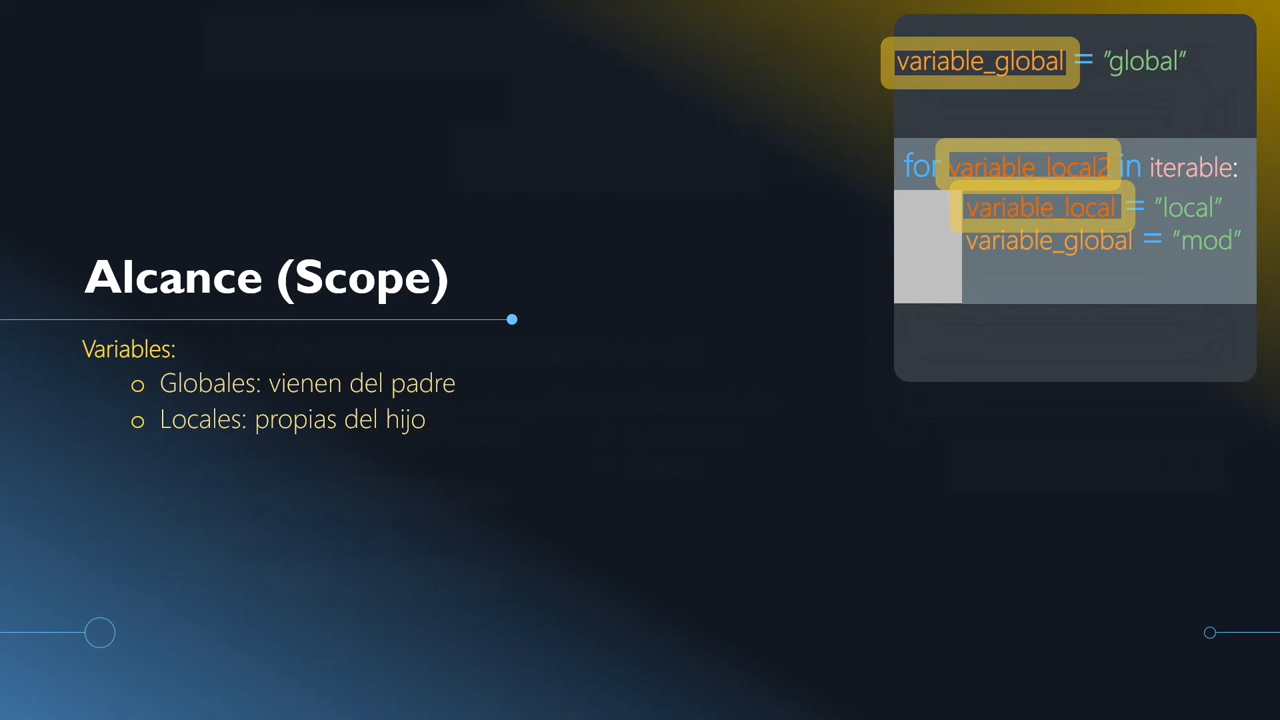 variable_global = "global"
for variable_local2 in iterable:
variable_local = "local"
variable_global = "mod"
Alcance (Scope)
Variables:
o Globales: vienen del padre
o Locales: propias del hijo